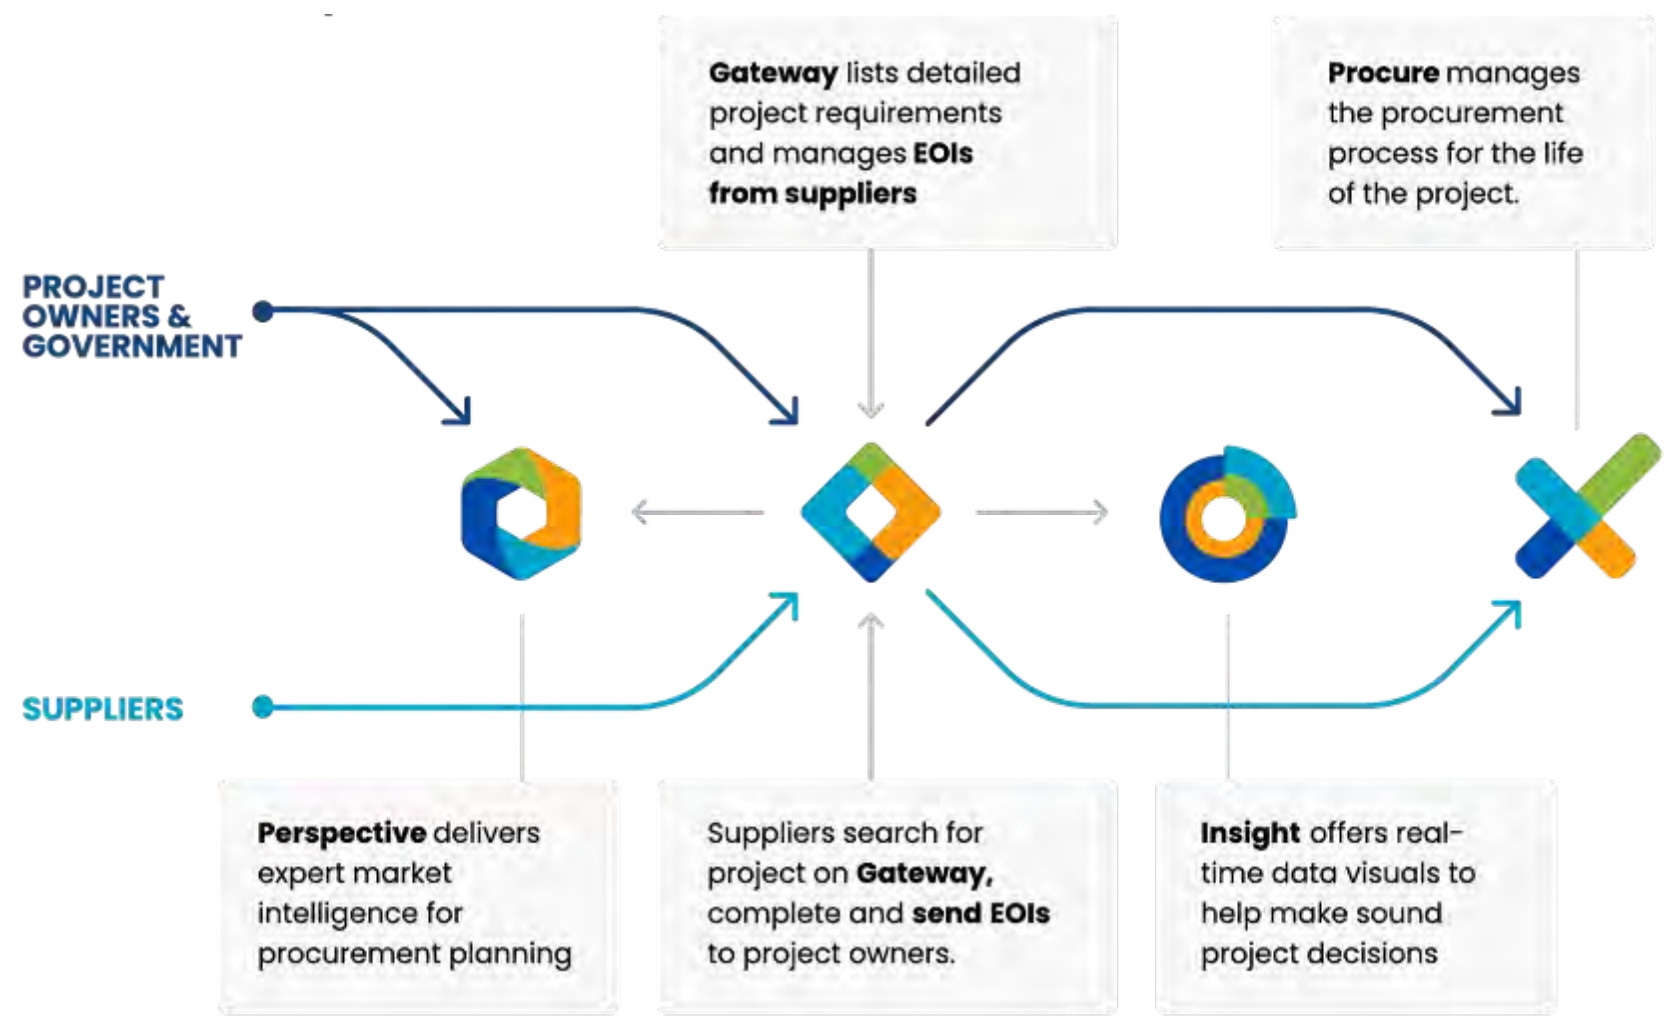 Gateway lists detailed
project requirements
and manages EOIs
from suppliers
Procure manages
the procurement
process for the life
of the project.
PROJECT
OWNERS &
GOVERNMENT
SUPPLIERS
Perspective delivers
expert market
intelligence for
procurement planning
Suppliers search for
project on Gateway,
complete and send EOIs
to project owners.
Insight offers real-
time data visuals to
help make sound
project decisions